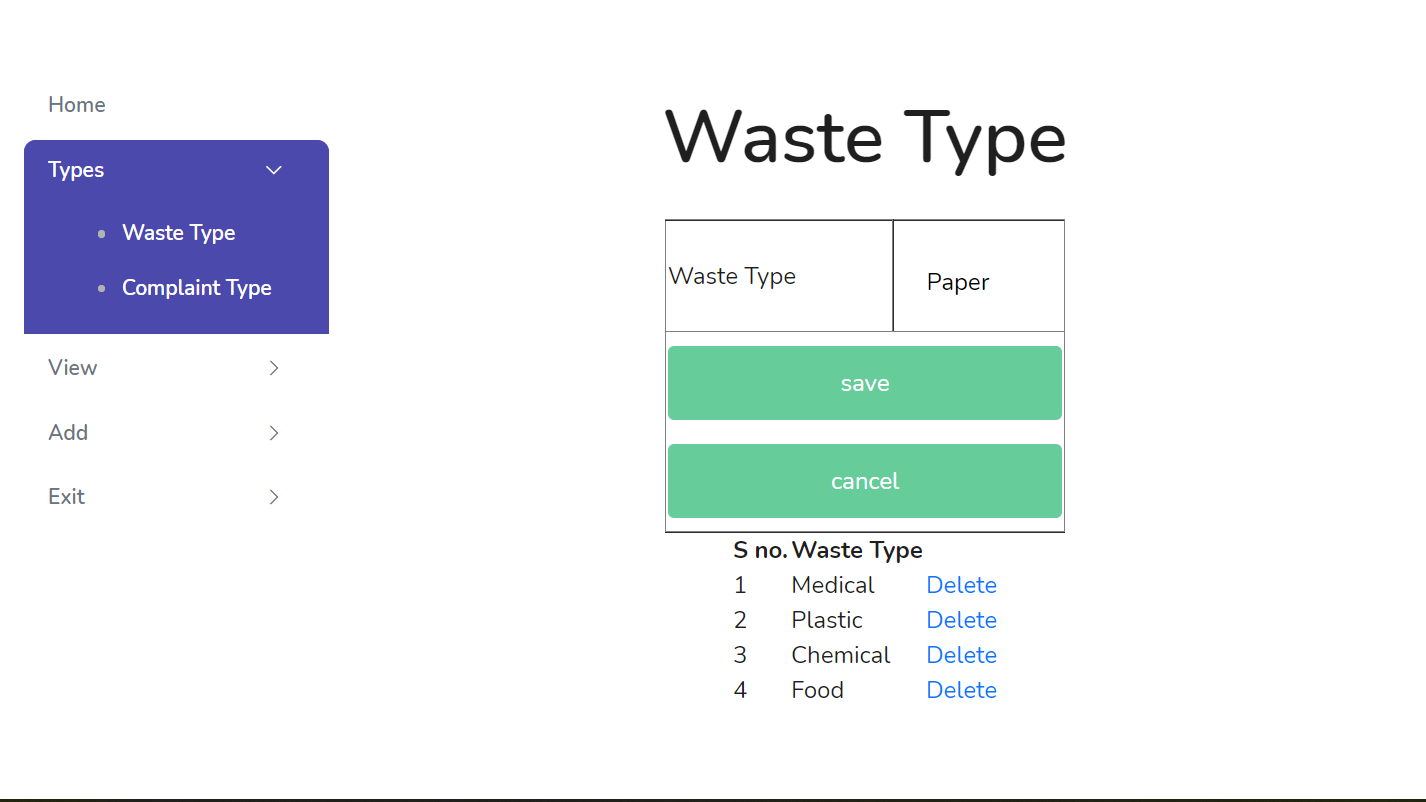 Home
Types
Waste Type
Complaint Type
View
Add
Exit
Waste Type
Waste Type Paper
save
cancel
S no. Waste Type
1 Medical Delete
2 Plastic Delete
3 Chemical Delete
4 Food Delete